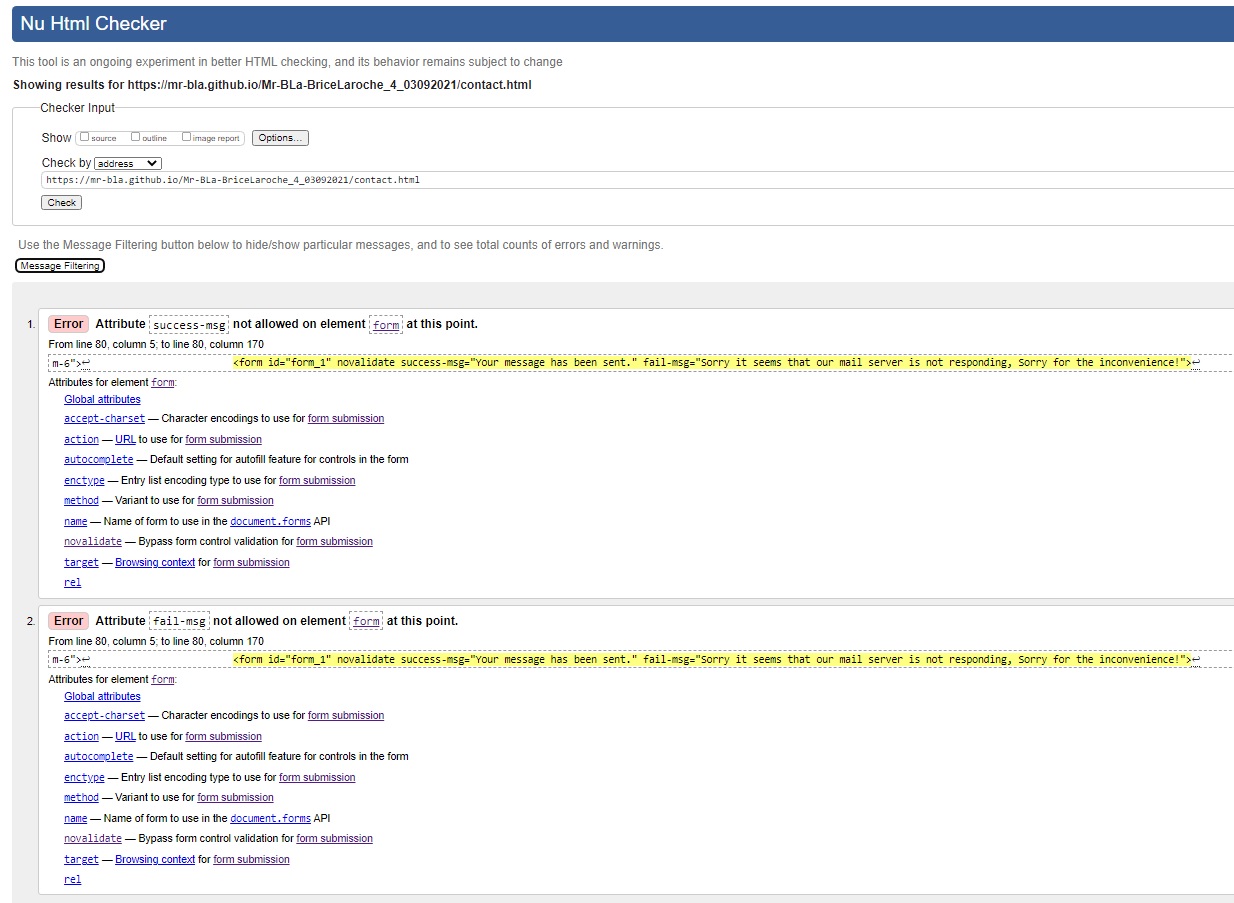 Nu Html Checker
This tool is an ongoing experiment in better HTML checking, and its behavior remains subject to change
Showing results for https://mr-bla.github.io/Mr-BLa-BriceLaroche_4_03092021/contact.html
Checker Input
Show source outline image report Options...
Check by address
https://mr-bla.github.io/Mr-BLa-BriceLaroche_4_03092021/contact.html
Check
Use the Message Filtering button below to hide/show particular messages, and to see total counts of errors and warnings.
Message Filtering
1. Error Attribute success-msg not allowed on element form at this point.
From line 80, column 5; to line 80, column 170
m-6">↩ <form id="form_1" novalidate success-msg="Your message has been sent." fail-msg="Sorry it seems that our mail server is not responding, Sorry for the inconvenience!">↩
Attributes for element form:
Global attributes
accept-charset — Character encodings to use for form submission
action — URL to use for form submission
autocomplete — Default setting for autofill feature for controls in the form
enctype — Entry list encoding type to use for form submission
method — Variant to use for form submission
name — Name of form to use in the document.forms API
novalidate — Bypass form control validation for form submission
target — Browsing context for form submission
rel
2. Error Attribute fail-msg not allowed on element form at this point.
From line 80, column 5; to line 80, column 170
m-6">↩ <form id="form_1" novalidate success-msg="Your message has been sent." fail-msg="Sorry it seems that our mail server is not responding, Sorry for the inconvenience!">↩
Attributes for element form:
Global attributes
accept-charset — Character encodings to use for form submission
action — URL to use for form submission
autocomplete — Default setting for autofill feature for controls in the form
enctype — Entry list encoding type to use for form submission
method — Variant to use for form submission
name — Name of form to use in the document.forms API
novalidate — Bypass form control validation for form submission
target — Browsing context for form submission
rel